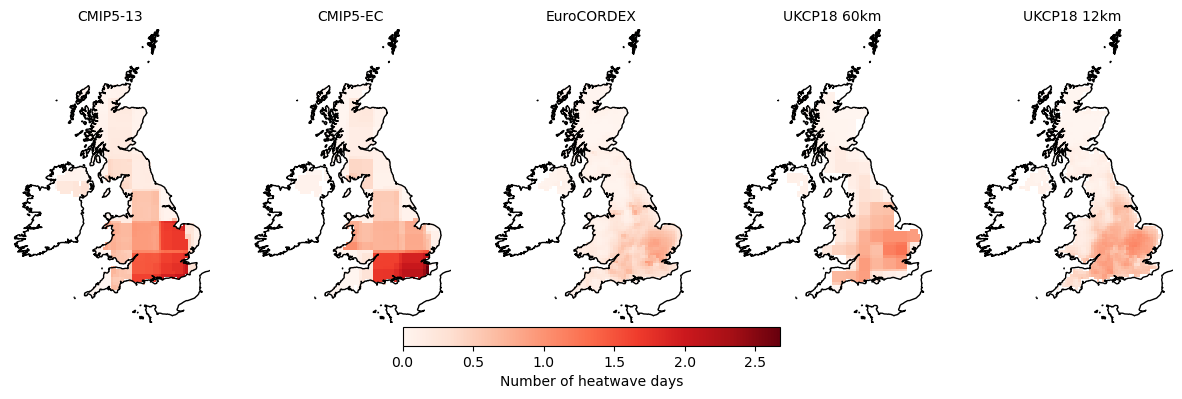 CMIP5-13
CMIP5-EC
EuroCORDEX
UKCP18 60km
UKCP18 12km
0.0
0.5
1.0
1.5
2.0
2.5
Number of heatwave days